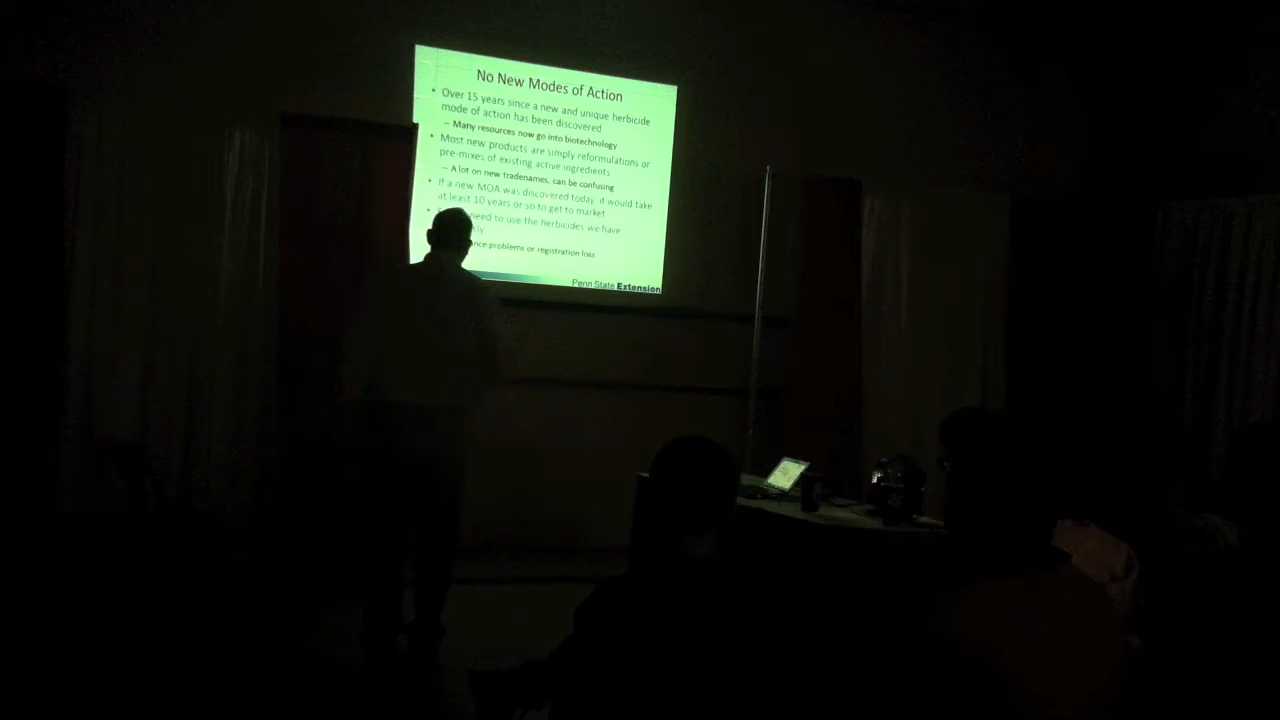 No New Modes of Action
• Over 15 years since a new and unique herbicide
mode of action has been discovered
– Many resources now go into biotechnology
• Most new products are simply reformulations or
pre-mixes of existing active ingredients
– A lot on new tradenames, can be confusing
• If a new MOA was discovered today, it would take
at least 10 years or so to get to market
• need to use the herbicides we have
problems or registration loss
Penn State Extension